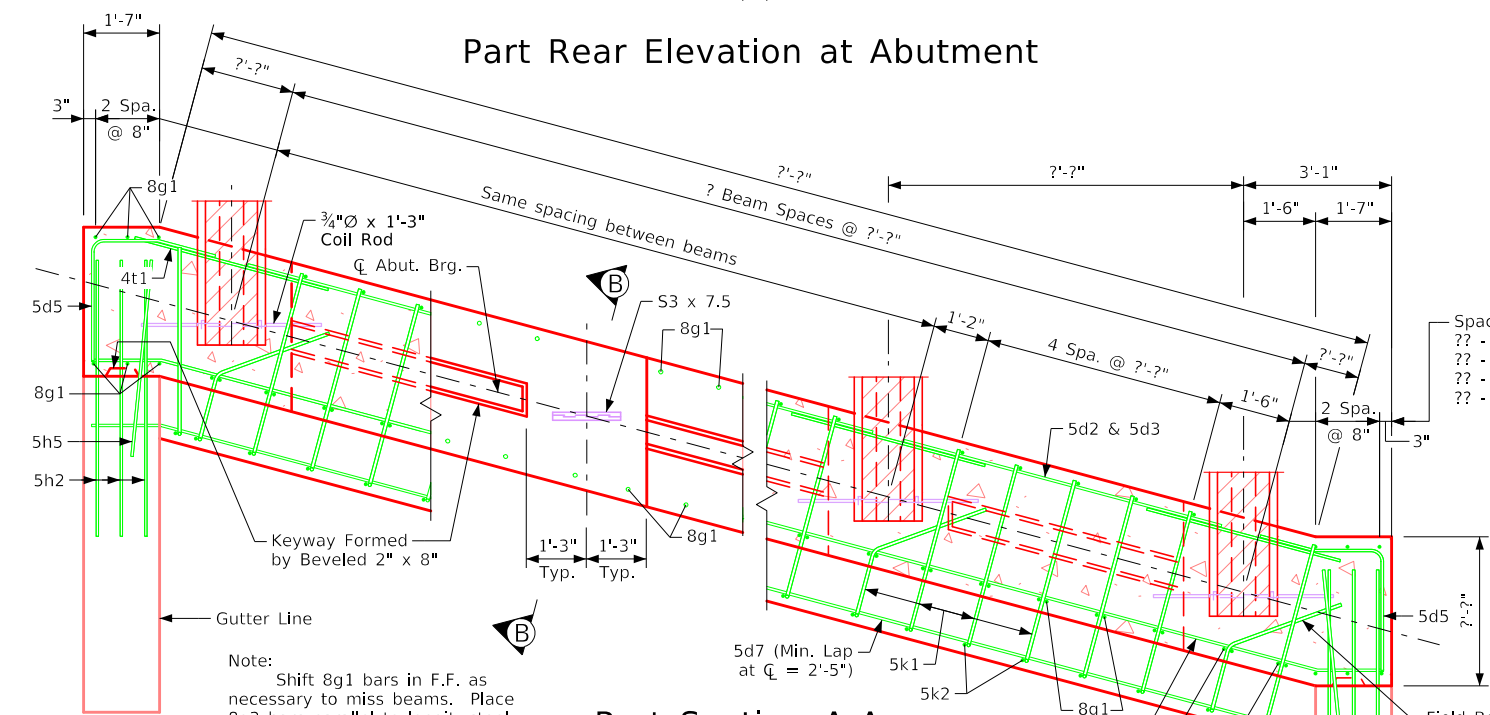 1'-7"
Part Rear Elevation at Abutment
?'-?"
3"
2 Spa.
@ 8"
?'-?"
?'-?"
3'-1"
1'-6"
1'-7"
8g1
Same spacing between beams
? Beam Spaces @ ?'-?"
¾"Ø x 1'-3"
Coil Rod
℄ Abut. Brg.
4t1
B
S3 x 7.5
8g1
5d5
1'-2"
4 Spa. @ ?'-?"
?'-?"
Spac
?? -
?? -
?? -
?? -
8g1
1'-6"
2 Spa.
@ 8"
3"
5h5
5d2 & 5d3
5h2
Keyway Formed
by Beveled 2" x 8"
1'-3"
Typ.
1'-3"
Typ.
8g1
Gutter Line
B
5d5
?'-?"
Note:
Shift 8g1 bars in F.F. as
necessary to miss beams. Place
5d7 (Min. Lap
at ℄ = 2'-5")
5k1
5k2
8g1